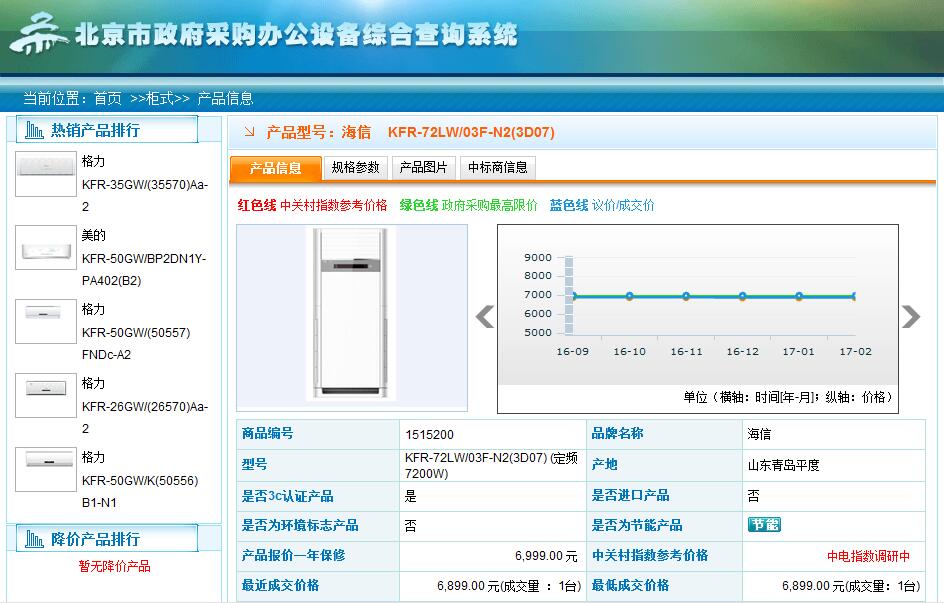 北京市政府采购办公设备综合查询系统
当前位置：首页 >>柜式>> 产品信息
热销产品排行
格力
KFR-35GW/(35570)Aa-
2
美的
KFR-50GW/BP2DN1Y-
PA402(B2)
格力
KFR-50GW/(50557)
FNDc-A2
格力
KFR-26GW/(26570)Aa-
2
格力
KFR-50GW/K(50556)
B1-N1
降价产品排行
暂无降价产品
产品型号：海信 KFR-72LW/03F-N2(3D07)
产品信息 规格参数 产品图片 中标商信息
红色线 中关村指数参考价格 绿色线 政府采购最高限价 蓝色线 议价/成交价
9000
8000
7000
6000
5000
16-09 16-10 16-11 16-12 17-01 17-02
单位（横轴：时间[年-月]；纵轴：价格）
商品编号 1515200 品牌名称 海信
型号 KFR-72LW/03F-N2(3D07) (定频
7200W) 产地 山东青岛平度
是否3c认证产品 是 是否进口产品 否
是否为环境标志产品 否 是否为节能产品 节能
产品报价一年保修 6,999.00 元 中关村指数参考价格 中电指数调研中
最近成交价格 6,899.00 元(成交量 ：1台) 最低成交价格 6,899.00 元(成交量：1台)